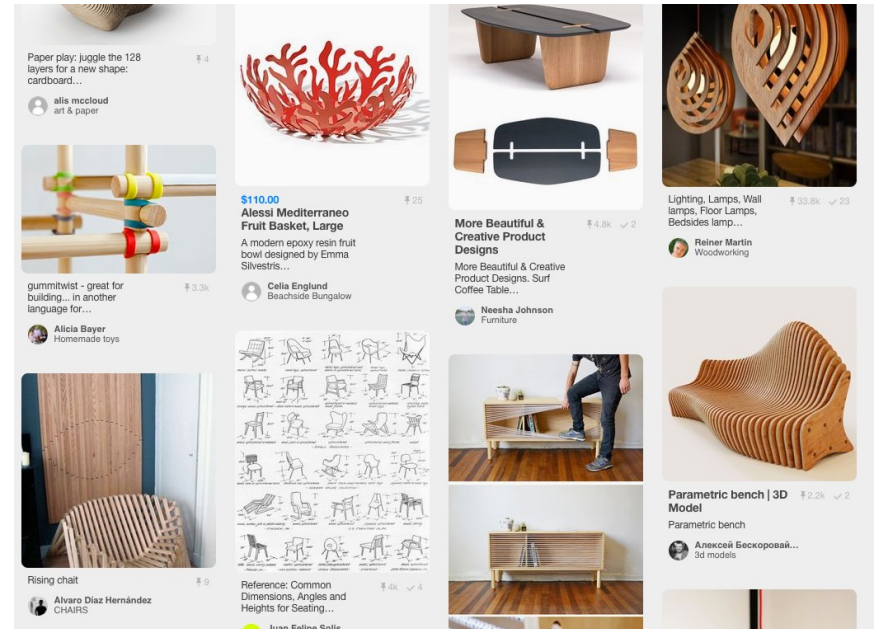 Paper play: juggle the 128
layers for a new shape:
cardboard…
4
alis mccloud
art & paper
gummitwist - great for
building... in another
language for…
3.3k
Alicia Bayer
Homemade toys
Rising chait
9
Alvaro Díaz Hernández
CHAIRS
$110.00
25
Alessi Mediterraneo
Fruit Basket, Large
A modern epoxy resin fruit
bowl designed by Emma
Silvestris…
Celia Englund
Beachside Bungalow
Reference: Common
Dimensions, Angles and
Heights for Seating…
4k
4
Juan Felipe Solis
More Beautiful &
Creative Product
Designs
4.8k
2
More Beautiful & Creative
Product Designs. Surf
Coffee Table…
Neesha Johnson
Furniture
Lighting, Lamps, Wall
lamps, Floor Lamps,
Bedsides lamp…
33.8k
23
Reiner Martin
Woodworking
Parametric bench | 3D
Model
2.2k
2
Parametric bench
Алексей Бескоровай…
3d models